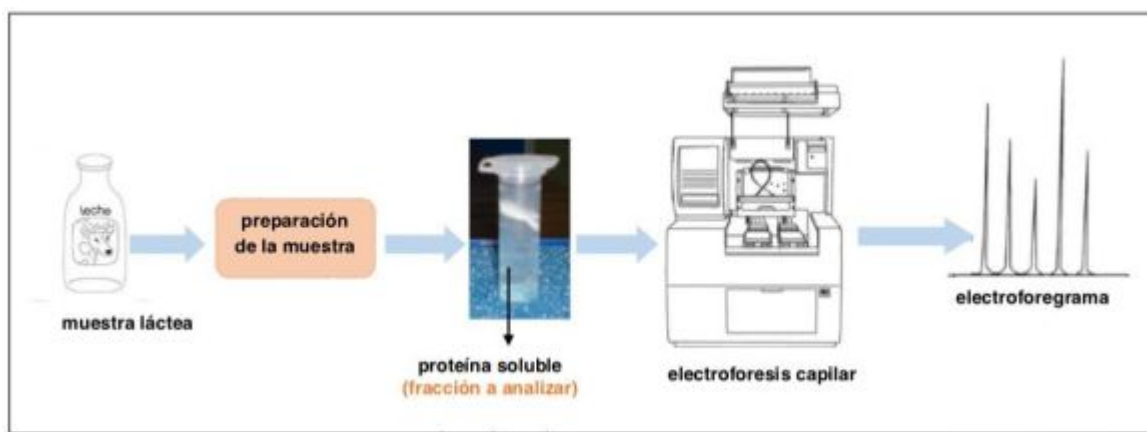 leche
muestra láctea
preparación
de la muestra
proteína soluble
(fracción a analizar)
electroforesis capilar
electroforegrama